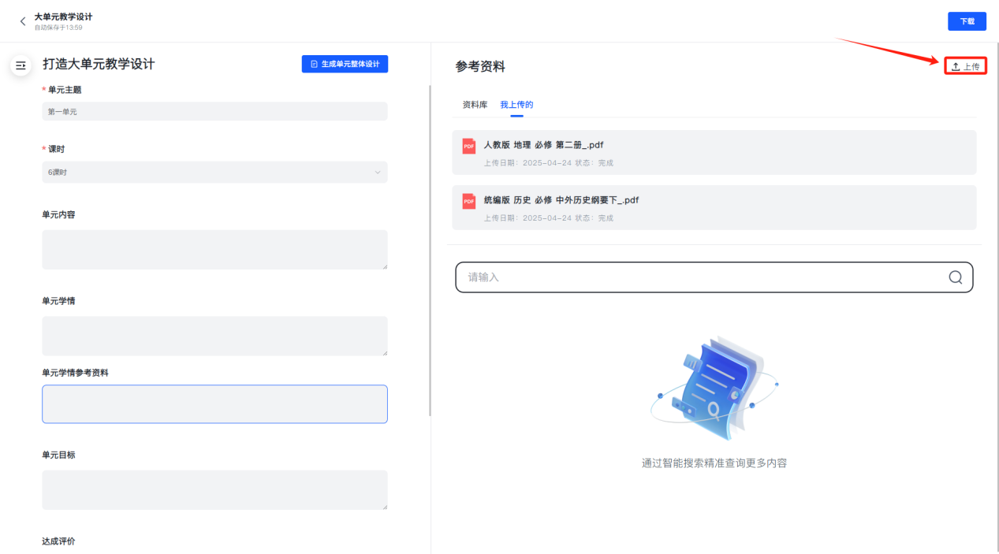 大单元教学设计
自动保存于13:59
下载
打造大单元教学设计
生成单元整体设计
* 单元主题
第一单元
* 课时
6课时
单元内容
单元学情
单元学情参考资料
单元目标
达成评价
参考资料
上传
资料库 我上传的
PDF
人教版 地理 必修 第二册_.pdf
上传日期: 2025-04-24 状态: 完成
PDF
统编版 历史 必修 中外历史纲要下_.pdf
上传日期: 2025-04-24 状态: 完成
请输入
通过智能搜索精准查询更多内容